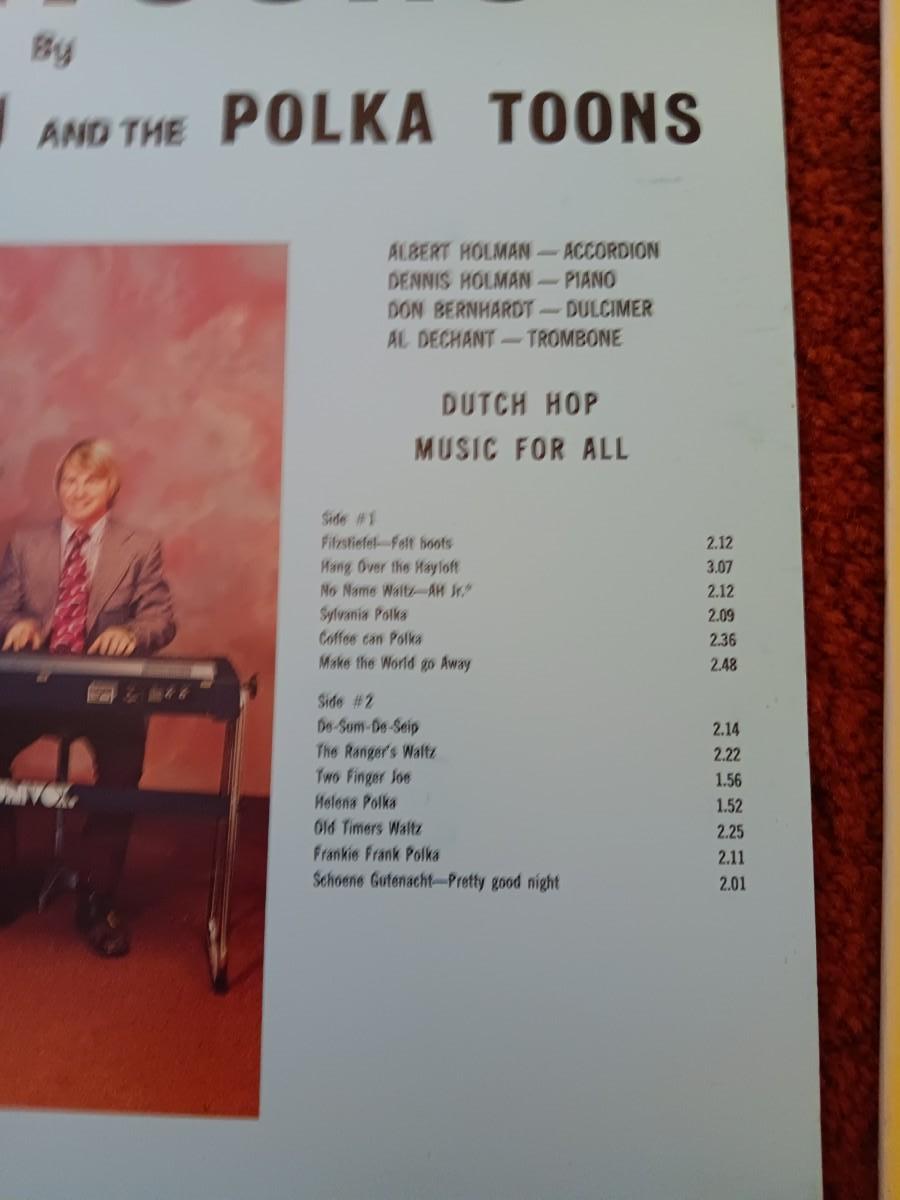 By
AND THE POLKA TOONS
ALBERT HOLMAN — ACCORDION
DENNIS HOLMAN — PIANO
DON BERNHARDT — DULCIMER
AL DECHANT — TROMBONE
DUTCH HOP
MUSIC FOR ALL
Side #1
Filzstiefel—Felt boots 2.12
Hang Over the Hayloft 3.07
No Name Waltz—AH Jr.* 2.12
Sylvania Polka 2.09
Coffee can Polka 2.36
Make the World go Away 2.48
Side #2
De-Sum-De-Seip 2.14
The Ranger's Waltz 2.22
Two Finger Joe 1.56
Helena Polka 1.52
Old Timers Waltz 2.25
Frankie Frank Polka 2.11
Schoene Gutenacht—Pretty good night 2.01